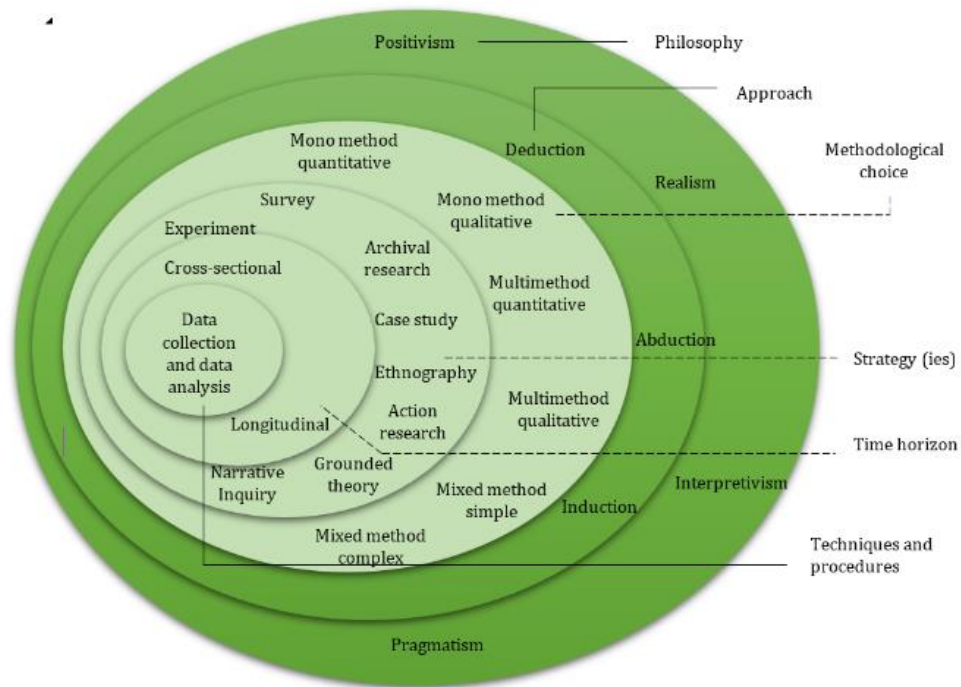 Positivism
Philosophy
Approach
Mono method
quantitative
Deduction
Methodological
choice
Realism
Survey
Mono method
qualitative
Experiment
Archival
research
Cross-sectional
Multimethod
quantitative
Data
collection
and data
analysis
Case study
Abduction
Strategy (ies)
Ethnography
Multimethod
qualitative
Action
research
Longitudinal
Time horizon
Narrative
Inquiry
Grounded
theory
Interpretivism
Mixed method
simple
Induction
Mixed method
complex
Techniques and
procedures
Pragmatism